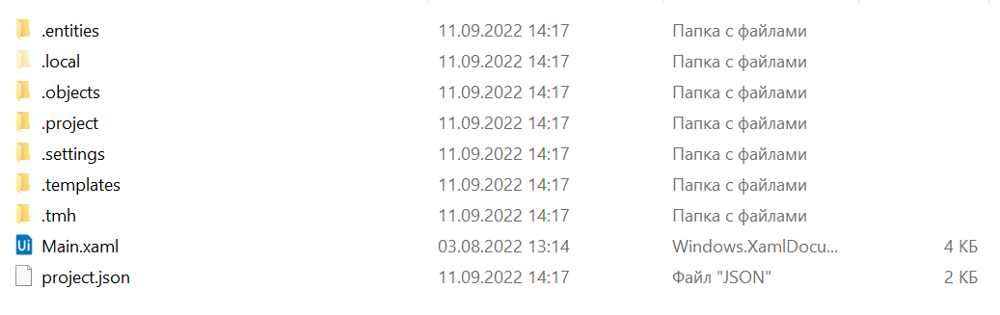 .entities 11.09.2022 14:17 Папка с файлами
.local 11.09.2022 14:17 Папка с файлами
.objects 11.09.2022 14:17 Папка с файлами
.project 11.09.2022 14:17 Папка с файлами
.settings 11.09.2022 14:17 Папка с файлами
.templates 11.09.2022 14:17 Папка с файлами
.tmh 11.09.2022 14:17 Папка с файлами
Ui Main.xaml 03.08.2022 13:14 Windows.XamlDocu... 4 КБ
project.json 11.09.2022 14:17 Файл "JSON" 2 КБ